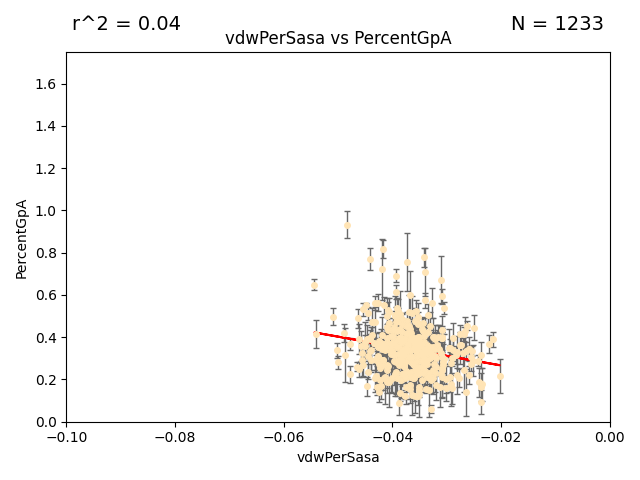 r^2 = 0.04
N = 1233
vdwPerSasa vs PercentGpA
1.6
1.4
1.2
1.0
0.8
0.6
0.4
0.2
0.0
PercentGpA
−0.10 −0.08 −0.06 −0.04 −0.02 0.00
vdwPerSasa